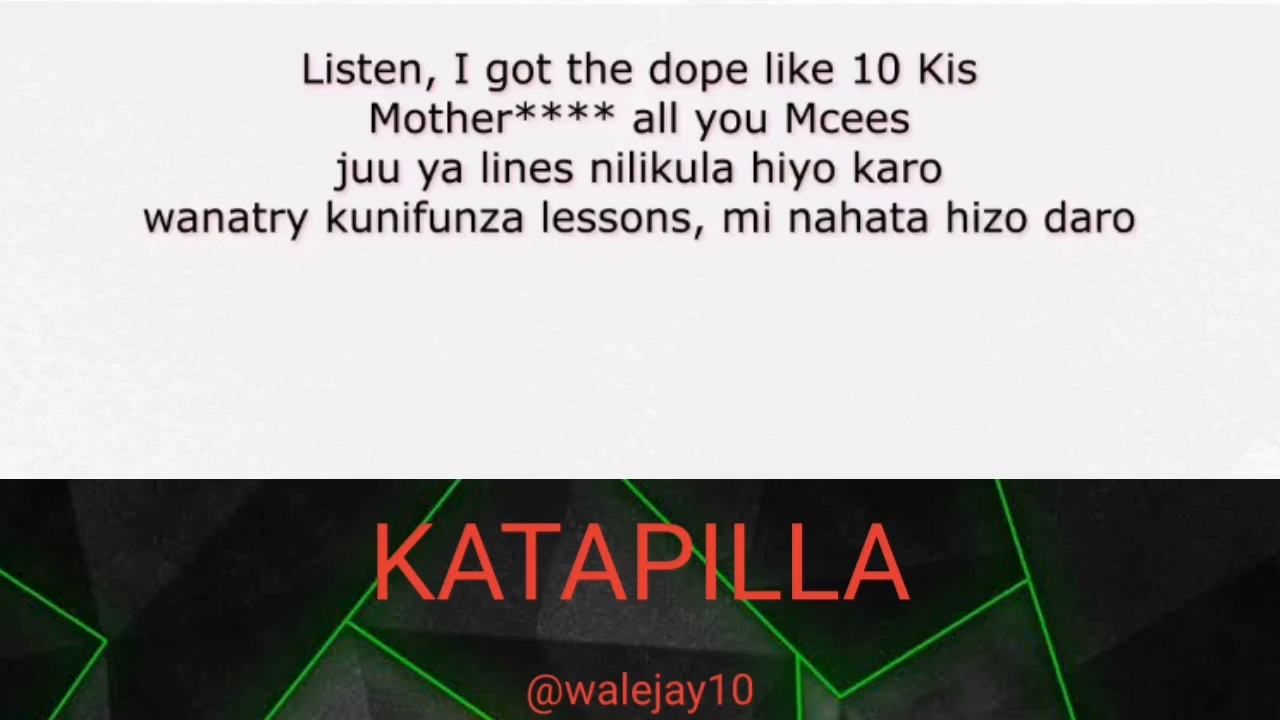 Listen, I got the dope like 10 Kis
Mother**** all you Mcees
juu ya lines nilikula hiyo karo
wanatry kunifunza lessons, mi nahata hizo daro
KATAPILLA
@walejay10